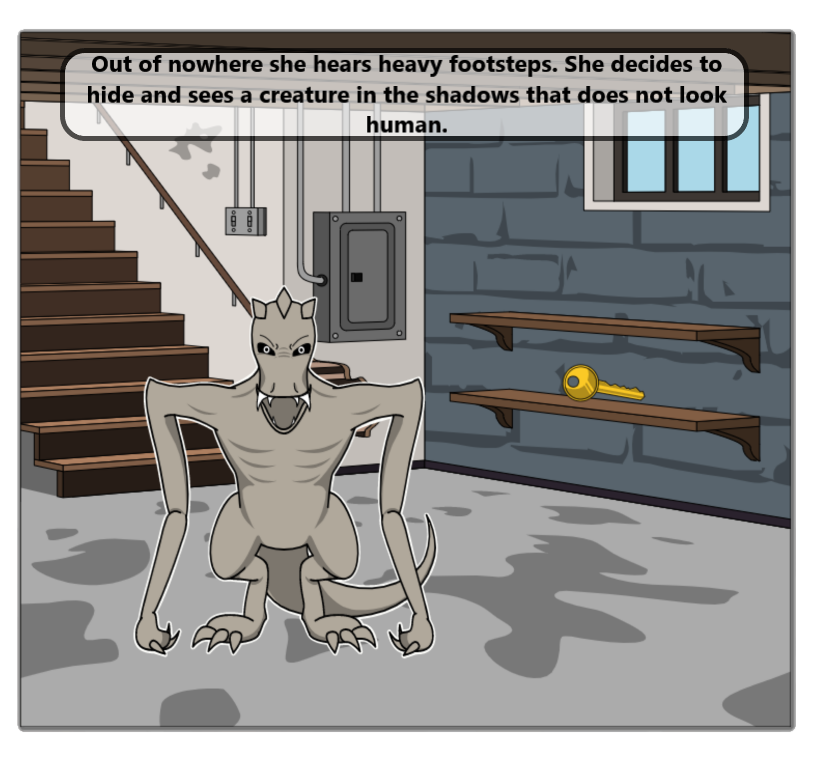 Out of nowhere she hears heavy footsteps. She decides to
hide and sees a creature in the shadows that does not look
human.